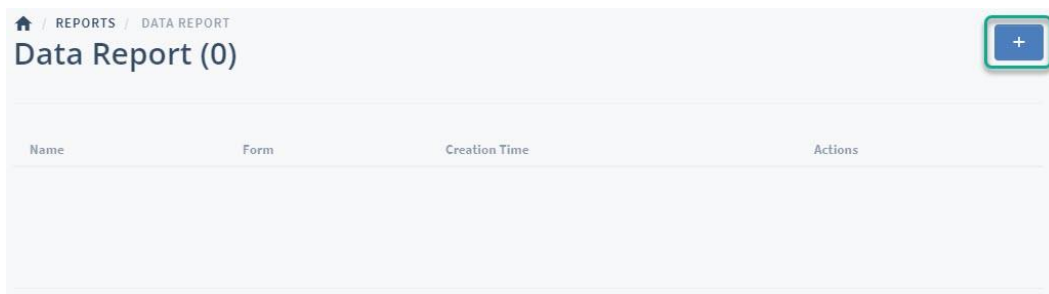 / REPORTS / DATA REPORT
Data Report (0)
+
Name Form Creation Time Actions